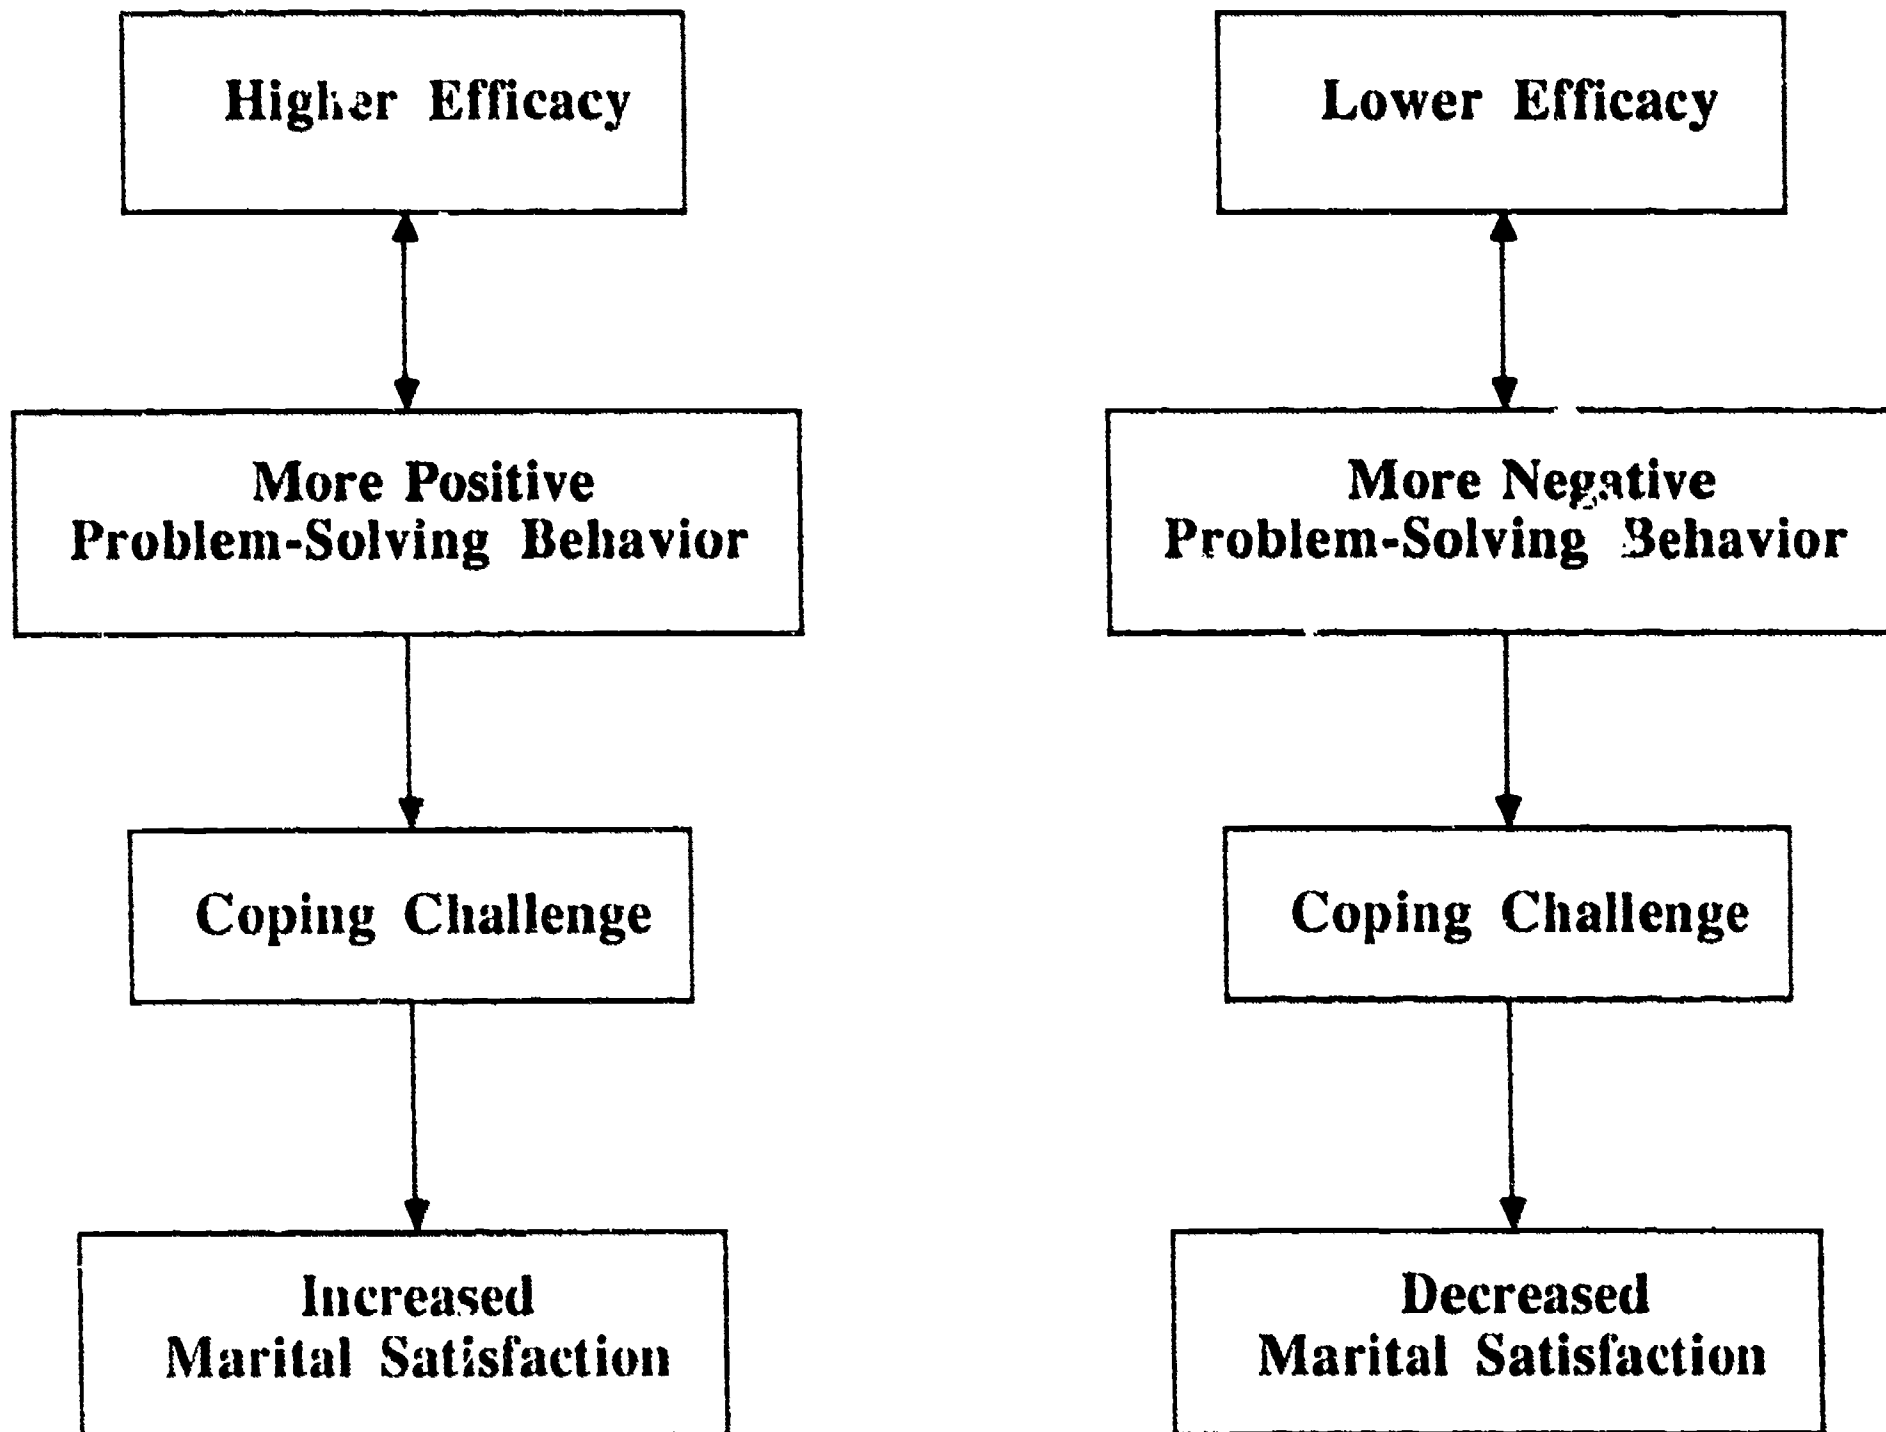 Higher Efficacy
Lower Efficacy
More Positive
Problem-Solving Behavior
More Negative
Problem-Solving Behavior
Coping Challenge
Coping Challenge
Increased
Marital Satisfaction
Decreased
Marital Satisfaction